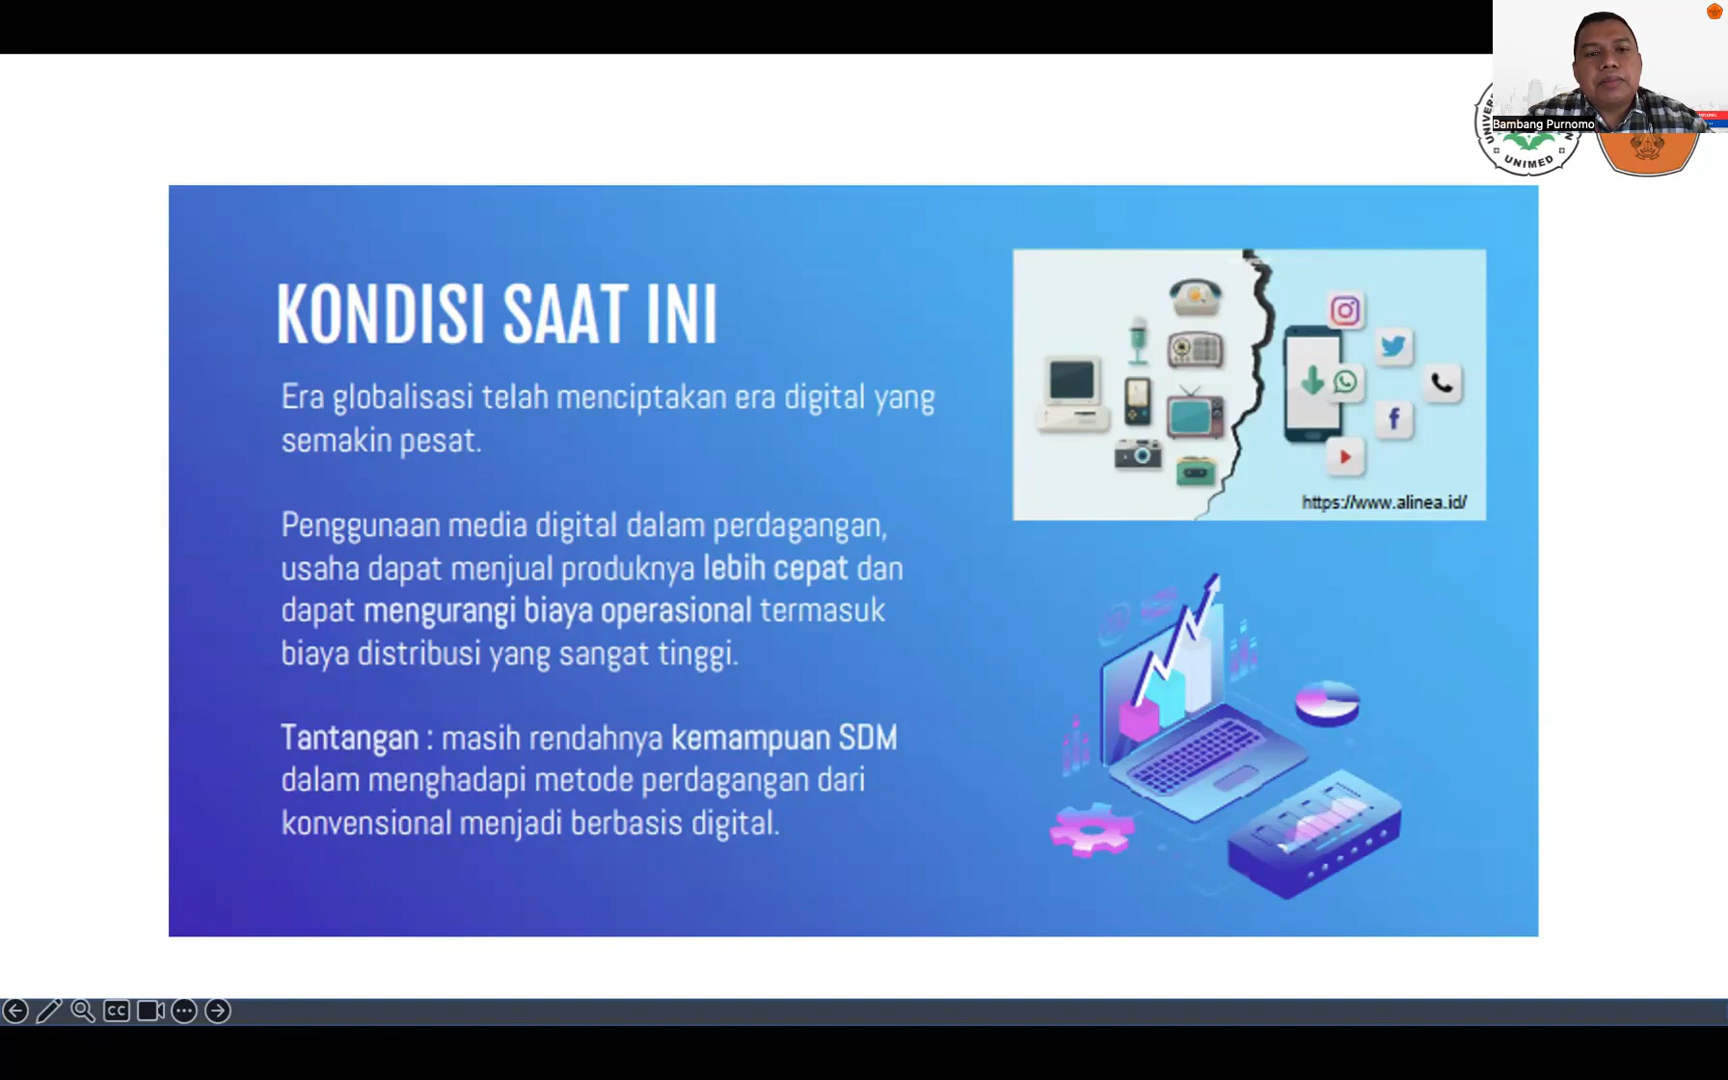 Bambang Purnomo
UNIMED
KONDISI SAAT INI
Era globalisasi telah menciptakan era digital yang
semakin pesat.
Penggunaan media digital dalam perdagangan,
usaha dapat menjual produknya lebih cepat dan
dapat mengurangi biaya operasional termasuk
biaya distribusi yang sangat tinggi.
Tantangan : masih rendahnya kemampuan SDM
dalam menghadapi metode perdagangan dari
konvensional menjadi berbasis digital.
https://www.alinea.id/
CC